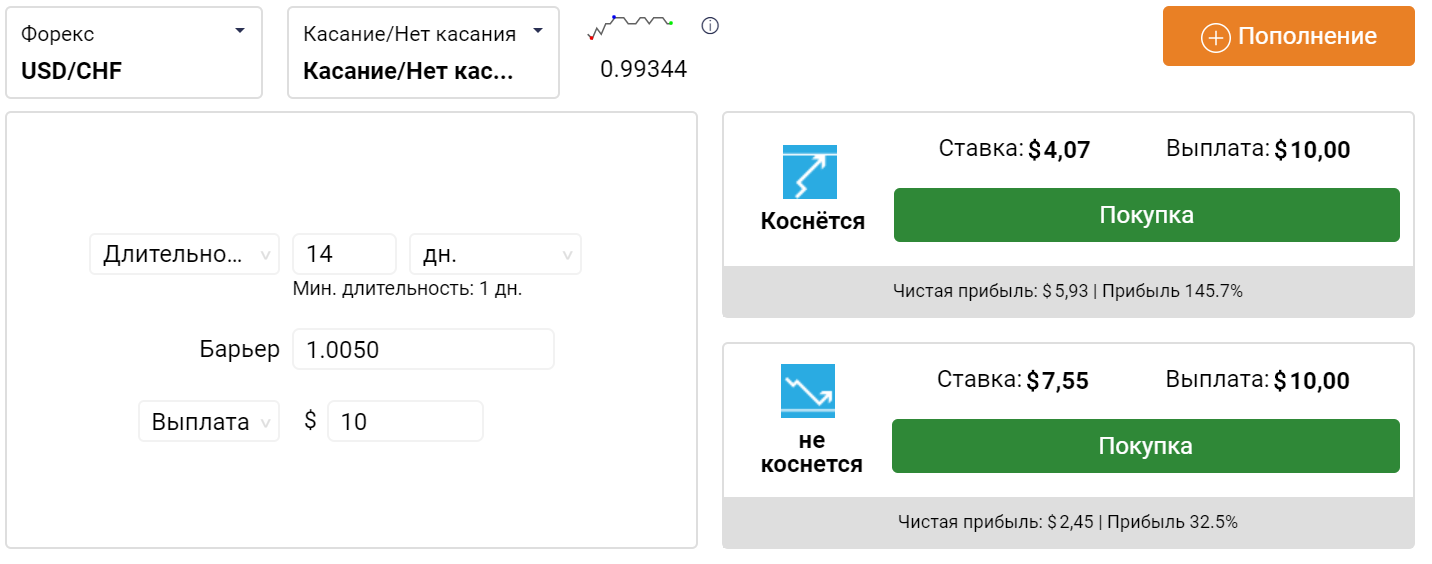 Форекс
USD/CHF
Касание/Нет касания
Касание/Нет кас...
0.99344
Пополнение
Длительно...
14
дн.
Мин. длительность: 1 дн.
Барьер
1.0050
Выплата
$
10
Коснётся
Ставка: $4,07
Выплата: $10,00
Покупка
Чистая прибыль: $5,93 | Прибыль 145.7%
не
коснется
Ставка: $7,55
Выплата: $10,00
Покупка
Чистая прибыль: $2,45 | Прибыль 32.5%